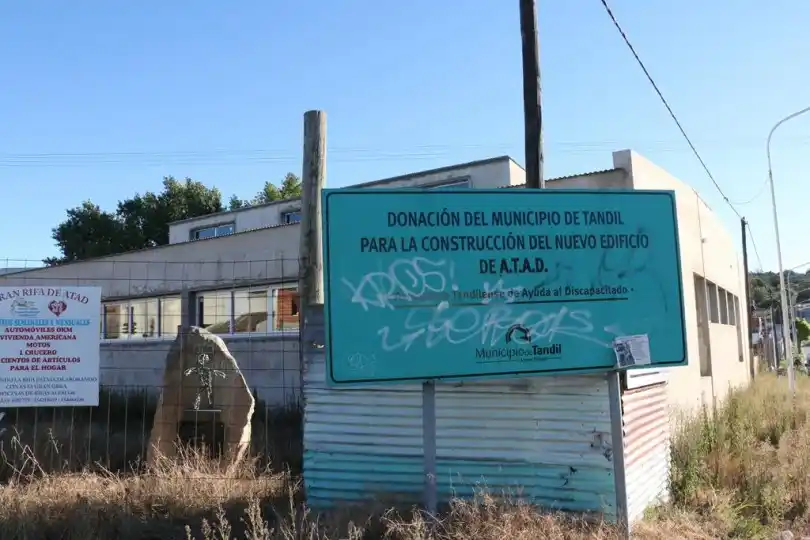 GRAN RIFA DE ATAD
AUTOMÓVILES 0KM
VIVIENDA AMERICANA
MOTOS
1 CRUCERO
CIENTOS DE ARTÍCULOS
PARA EL HOGAR
DONACIÓN DEL MUNICIPIO DE TANDIL
PARA LA CONSTRUCCIÓN DEL NUEVO EDIFICIO
DE A.T.A.D.
Tandilense de Ayuda al Discapacitado
Municipio de Tandil